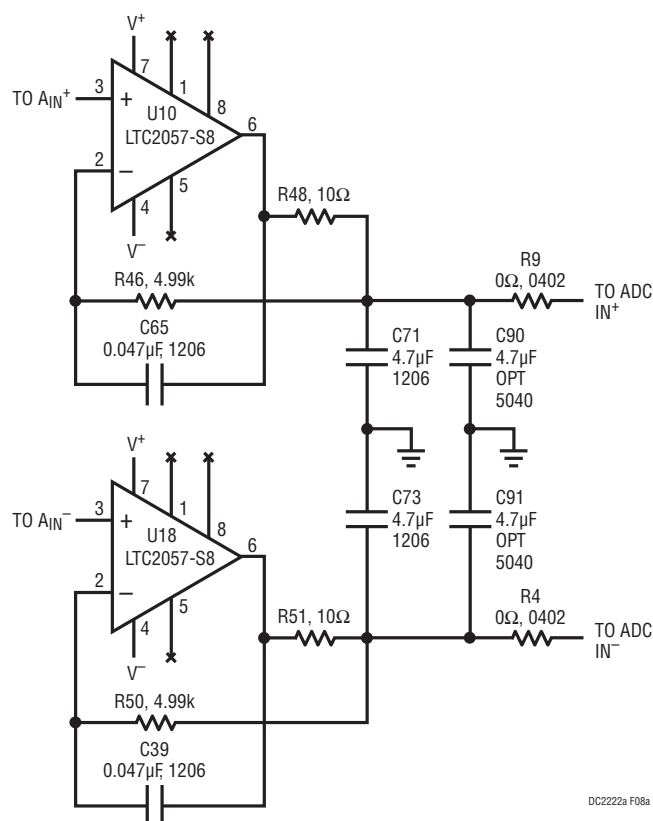 V+
7
1
8
3
TO AIN+
+
U10
LTC2057-S8
6
2
−
5
4
V−
R48, 10Ω
R46, 4.99k
C65
0.047µF, 1206
R9
0Ω, 0402
TO ADC
IN+
C71
4.7µF
1206
C90
4.7µF
OPT
5040
V+
7
1
8
3
TO AIN−
+
U18
LTC2057-S8
6
2
−
5
4
V−
C73
4.7µF
1206
C91
4.7µF
OPT
5040
R51, 10Ω
R4
0Ω, 0402
TO ADC
IN−
R50, 4.99k
C39
0.047µF, 1206
DC2222a F08a